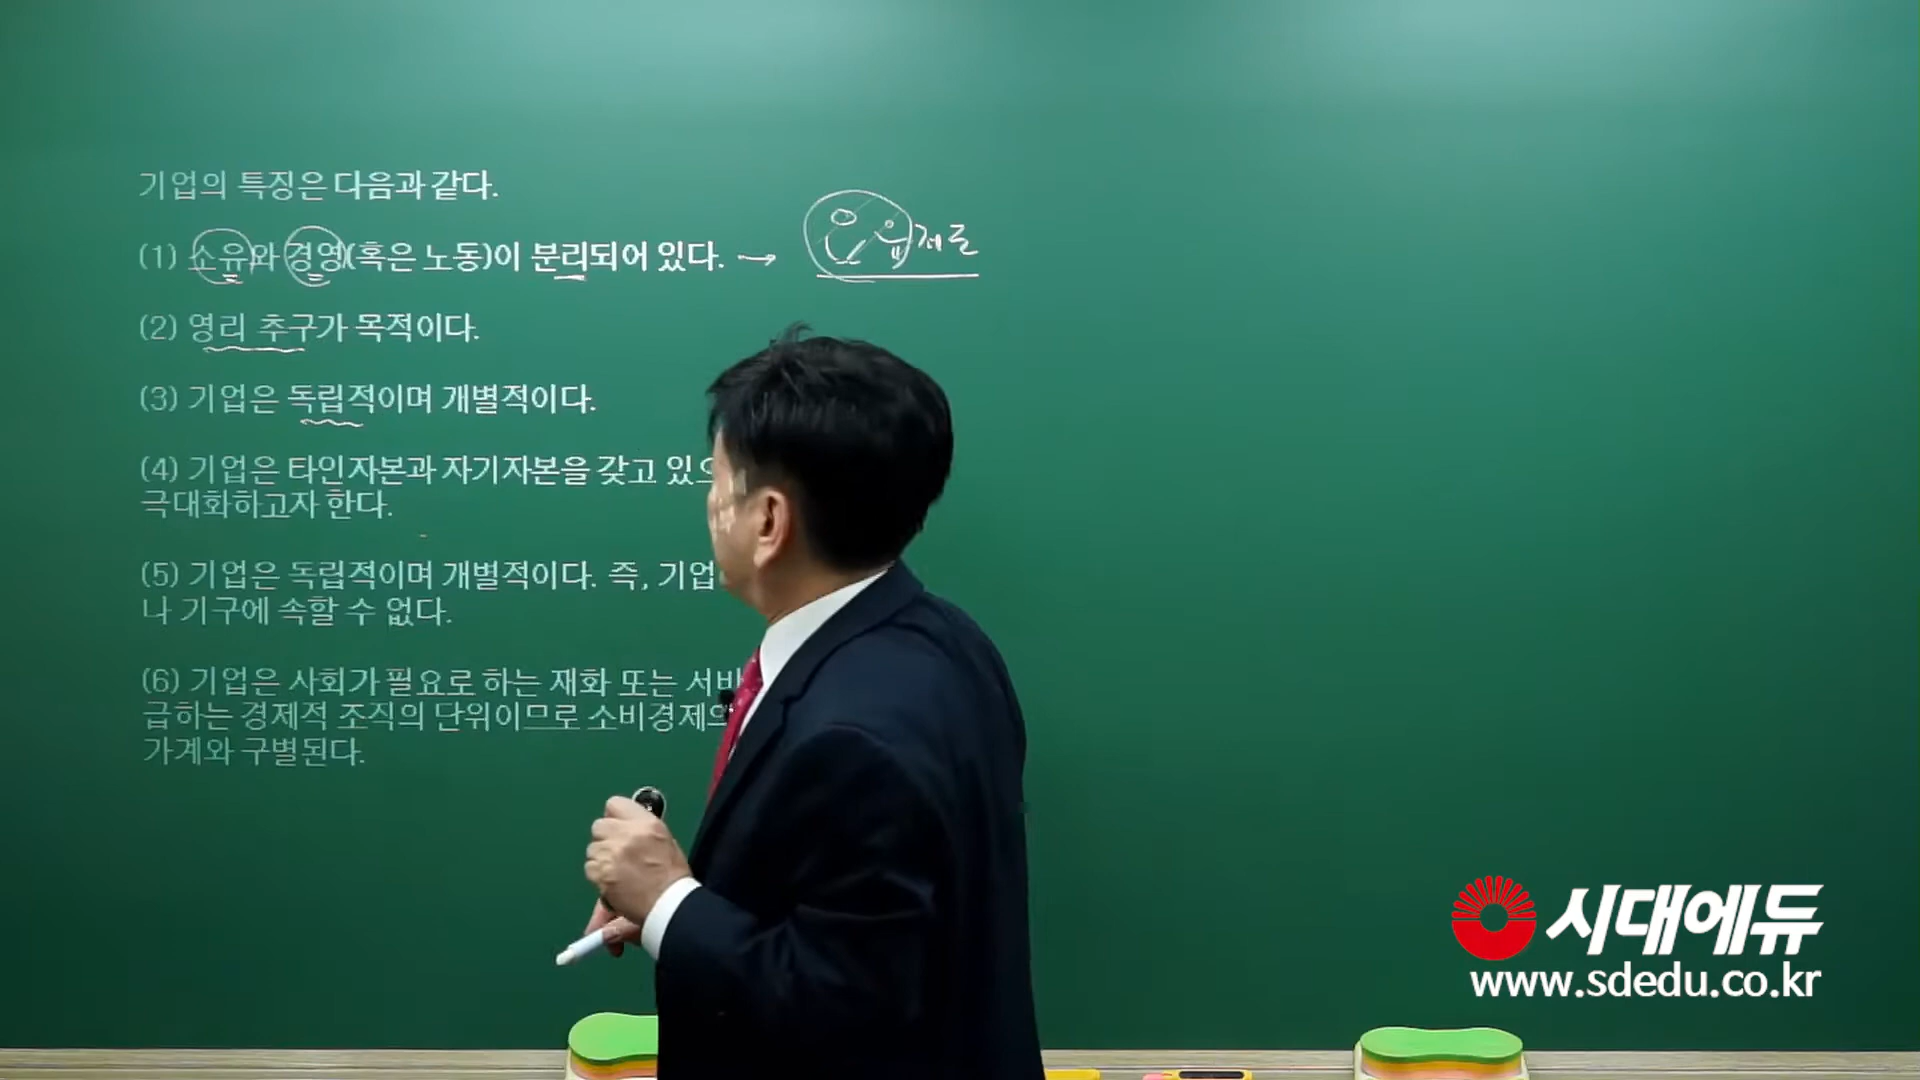 기업의 특징은 다음과 같다.
(1) 소유와 경영(혹은 노동)이 분리되어 있다. →
(2) 영리 추구가 목적이다.
(3) 기업은 독립적이며 개별적이다.
(4) 기업은 타인자본과 자기자본을 갖고
극대화하고자 한다.
(5) 기업은 독립적이며 개별적이다. 즉, 기업
나 기구에 속할 수 없다.
(6) 기업은 사회가 필요로 하는 재화 또는 서비
급하는 경제적 조직의 단위이므로 소비경제의
가계와 구별된다.
시대에듀
www.sdedu.co.kr